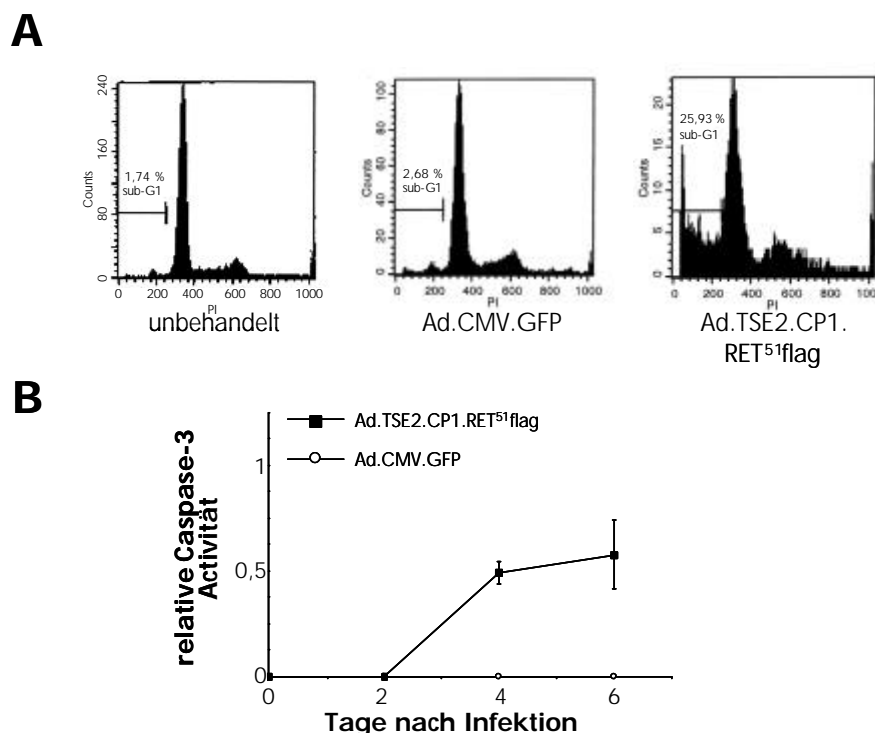 A
240
160
80
0
Counts
1,74 %
sub-G1
0 200 400 600 800 1000
PI
unbehandelt
100
80
60
40
20
0
Counts
2,68 %
sub-G1
0 200 400 600 800 1000
PI
Ad.CMV.GFP
20
15
10
5
0
Counts
25,93 %
sub-G1
0 200 400 600 800 1000
PI
Ad.TSE2.CP1.
RET⁵¹flag
B
Ad.TSE2.CP1.RET⁵¹flag
Ad.CMV.GFP
relative Caspase-3
Activität
1
0,5
0
0 2 4 6
Tage nach Infektion